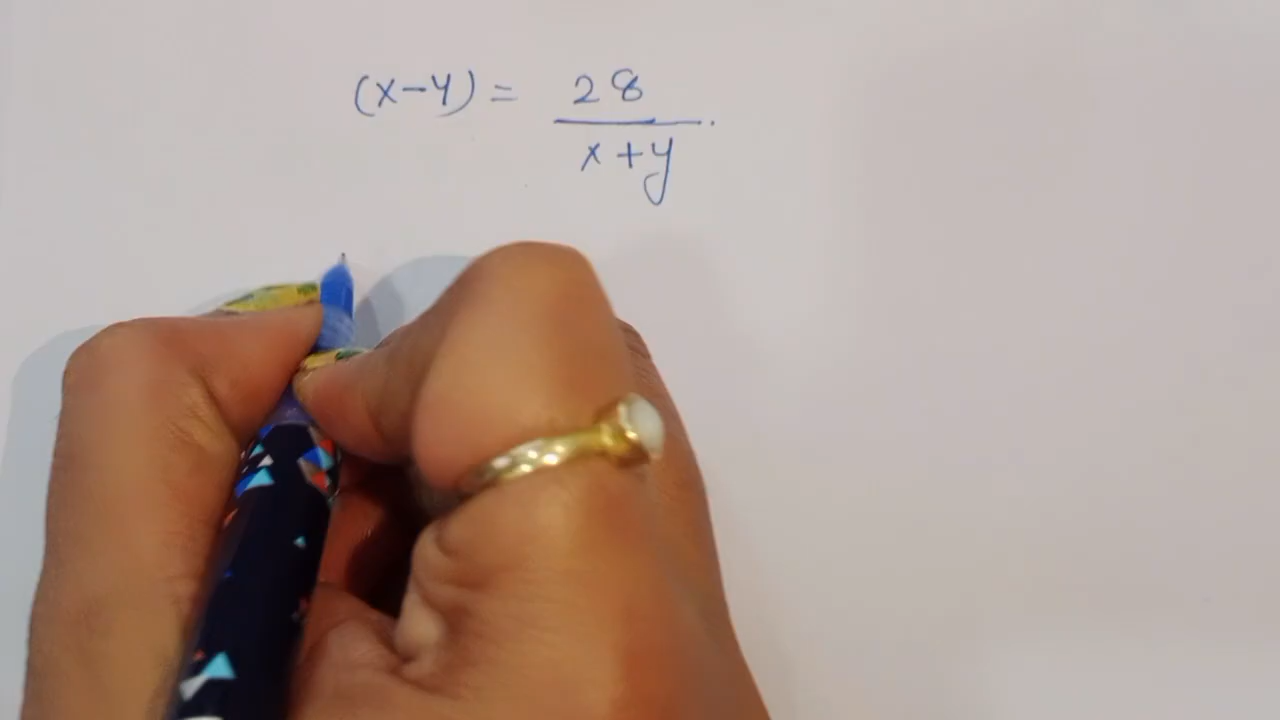 (x-y) = 28
x+y